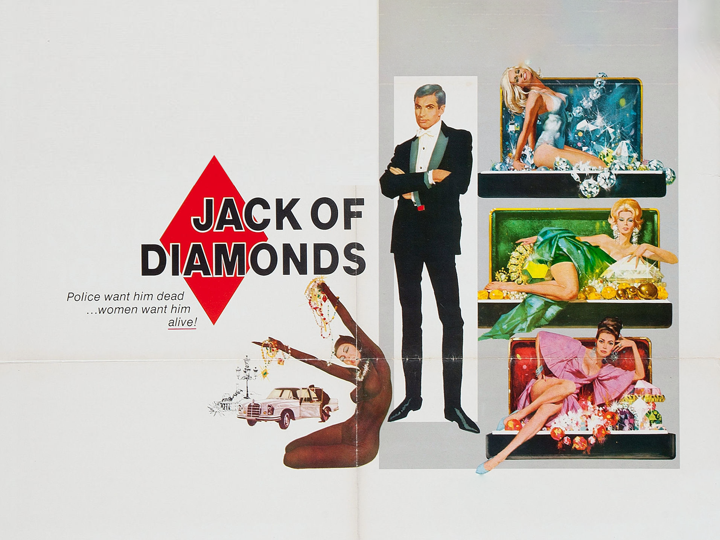 JACK OF
DIAMONDS
Police want him dead
...women want him
alive!